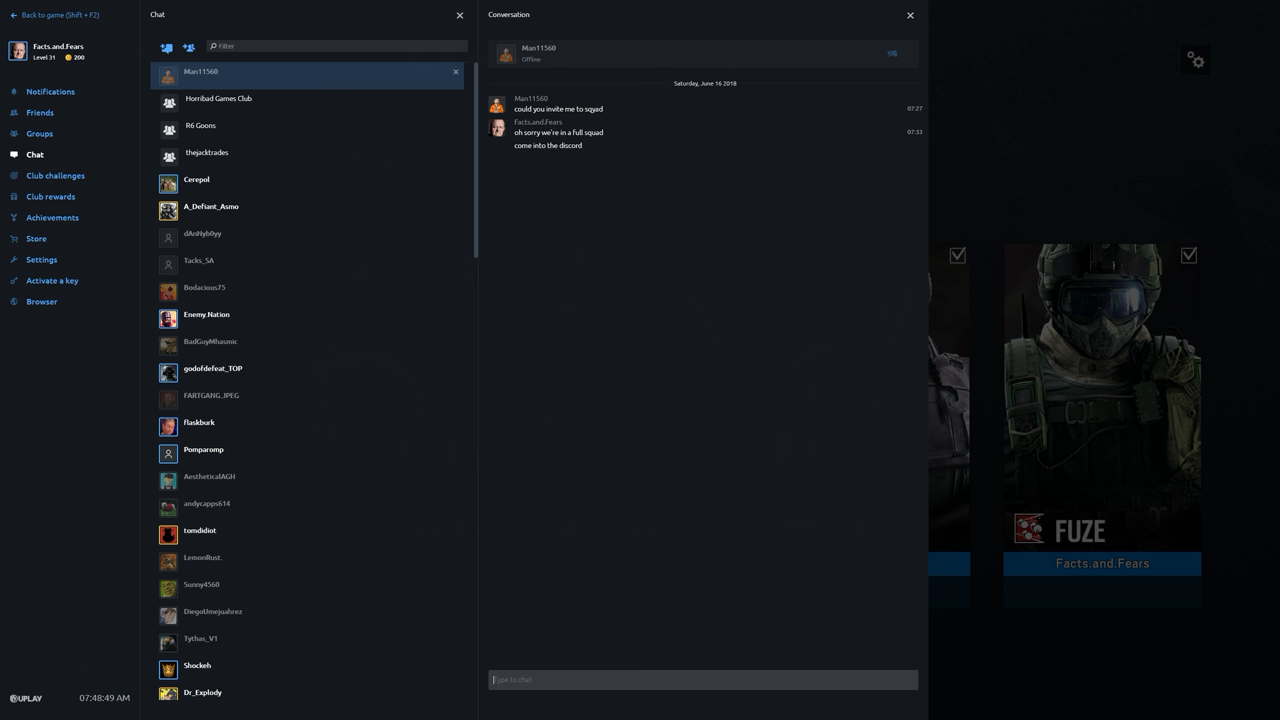 Back to game (Shift + F2)
Facts.and.Fears
Level 31
200
Notifications
Friends
Groups
Chat
Club challenges
Club rewards
Achievements
Store
Settings
Activate a key
Browser
UPLAY
07:48:49 AM
Chat
Filter
Man11560
Horribad Games Club
R6 Goons
thejacktrades
Cerepol
A_Defiant_Asmo
dAnNyb0yy
Tacks_SA
Bodacious75
Enemy.Nation
BadGuyMhasmic
godofdefeat_TOP
FARTGANG.JPEG
flaskburk
Pomparomp
AestheticalAGH
andycapps614
tomdidiot
LemonRust.
Sunny4560
DiegoUmejuahrez
Tythas_V1
Shockeh
Dr_Explody
Conversation
Man11560
Offline
Saturday, June 16 2018
Man11560
could you invite me to sqyad 07:27
Facts.and.Fears
oh sorry we're in a full squad 07:33
come into the discord
Type to chat
FUZE
Facts.and.Fears